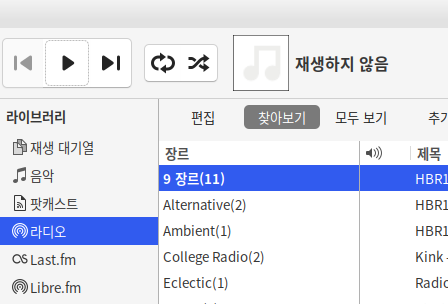 재생하지 않음
라이브러리
편집 찾아보기 모두 보기 추가
재생 대기열
음악
팟캐스트
라디오
Last.fm
Libre.fm
장르 제목
9 장르(11) HBR1
Alternative(2) HBR1
Ambient(1) HBR1
College Radio(2) Kink
Eclectic(1) Radio